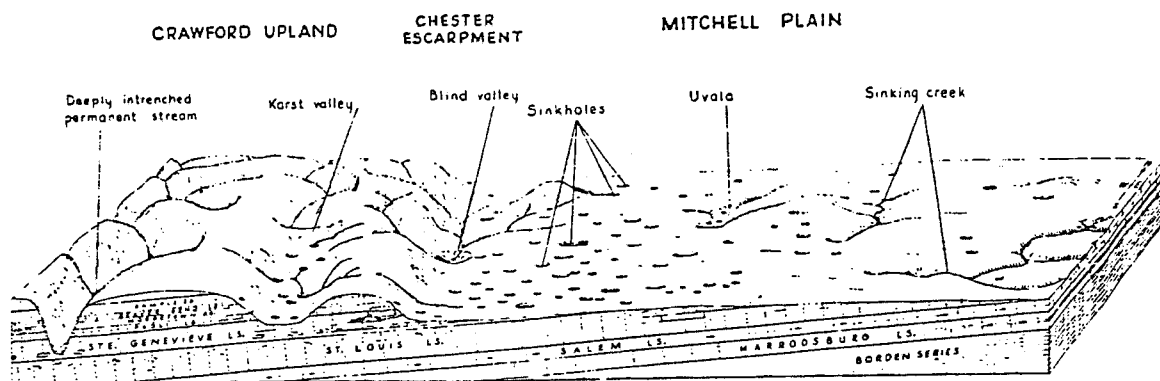 CRAWFORD UPLAND
CHESTER
ESCARPMENT
MITCHELL PLAIN
Deeply intrenched
permanent stream
Karst valley
Blind valley
Sinkholes
Uvala
Sinking creek
STE. GENEVIEVE LS.
ST. LOUIS LS.
SALEM LS.
HARRODSBURG LS.
BORDEN SERIES